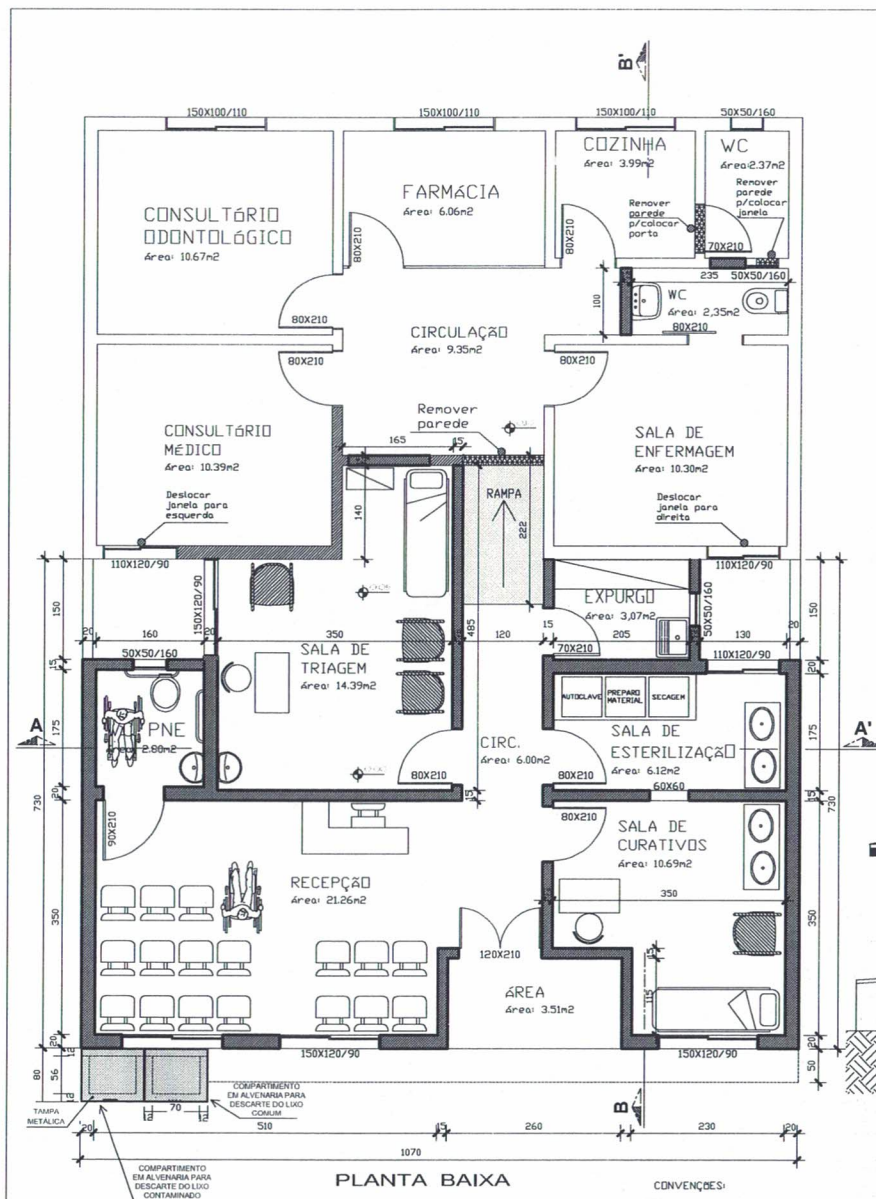 B'
150X100/110
150X100/110
150X100/110
50X50/160
CONSULTÓRIO
ODONTOLÓGICO
área: 10.67m2
FARMÁCIA
área: 6.06m2
COZINHA
área: 3.99m2
WC
área:2.37m2
Remover
parede
p/colocar
porta
Remover
parede
p/colocar
janela
80X210
80X210
70X210
235
50X50/160
WC
área: 2,35m2
80X210
100
80X210
CIRCULAÇÃO
área: 9.35m2
80X210
80X210
CONSULTÓRIO
MÉDICO
área: 10.39m2
Deslocar
janela para
esquerda
Remover
parede
165
15
SALA DE
ENFERMAGEM
área: 10.30m2
Deslocar
janela para
direita
140
RAMPA
222
485
110X120/90
110X120/90
150
20
160
20
150X120/90
350
SALA DE
TRIAGEM
área: 14.39m2
120
15
EXPURGO
área: 3,07m2
70X210
205
50X50/160
130
20
150
50X50/160
110X120/90
15
20
A
PNE
área: 2.80m2
175
AUTOCLAVE
PREPARO
MATERIAL
SECAGEM
SALA DE
ESTERILIZAÇÃO
área: 6.12m2
175
A'
CIRC.
área: 6.00m2
80X210
80X210
60X60
20
15
15
730
730
90X210
80X210
SALA DE
CURATIVOS
área: 10.69m2
RECEPÇÃO
área: 21.26m2
350
350
350
120X210
ÁREA
área: 3.51m2
15
115
20
20
150X120/90
150X120/90
12
80
56
12
50
TAMPA
METÁLICA
12
70
12
COMPARTIMENTO
EM ALVENARIA PARA
DESCARTE DO LIXO
COMUM
B
20
510
15
260
230
20
1070
COMPARTIMENTO
EM ALVENARIA PARA
DESCARTE DO LIXO
CONTAMINADO
PLANTA BAIXA
CONVENÇÕES: